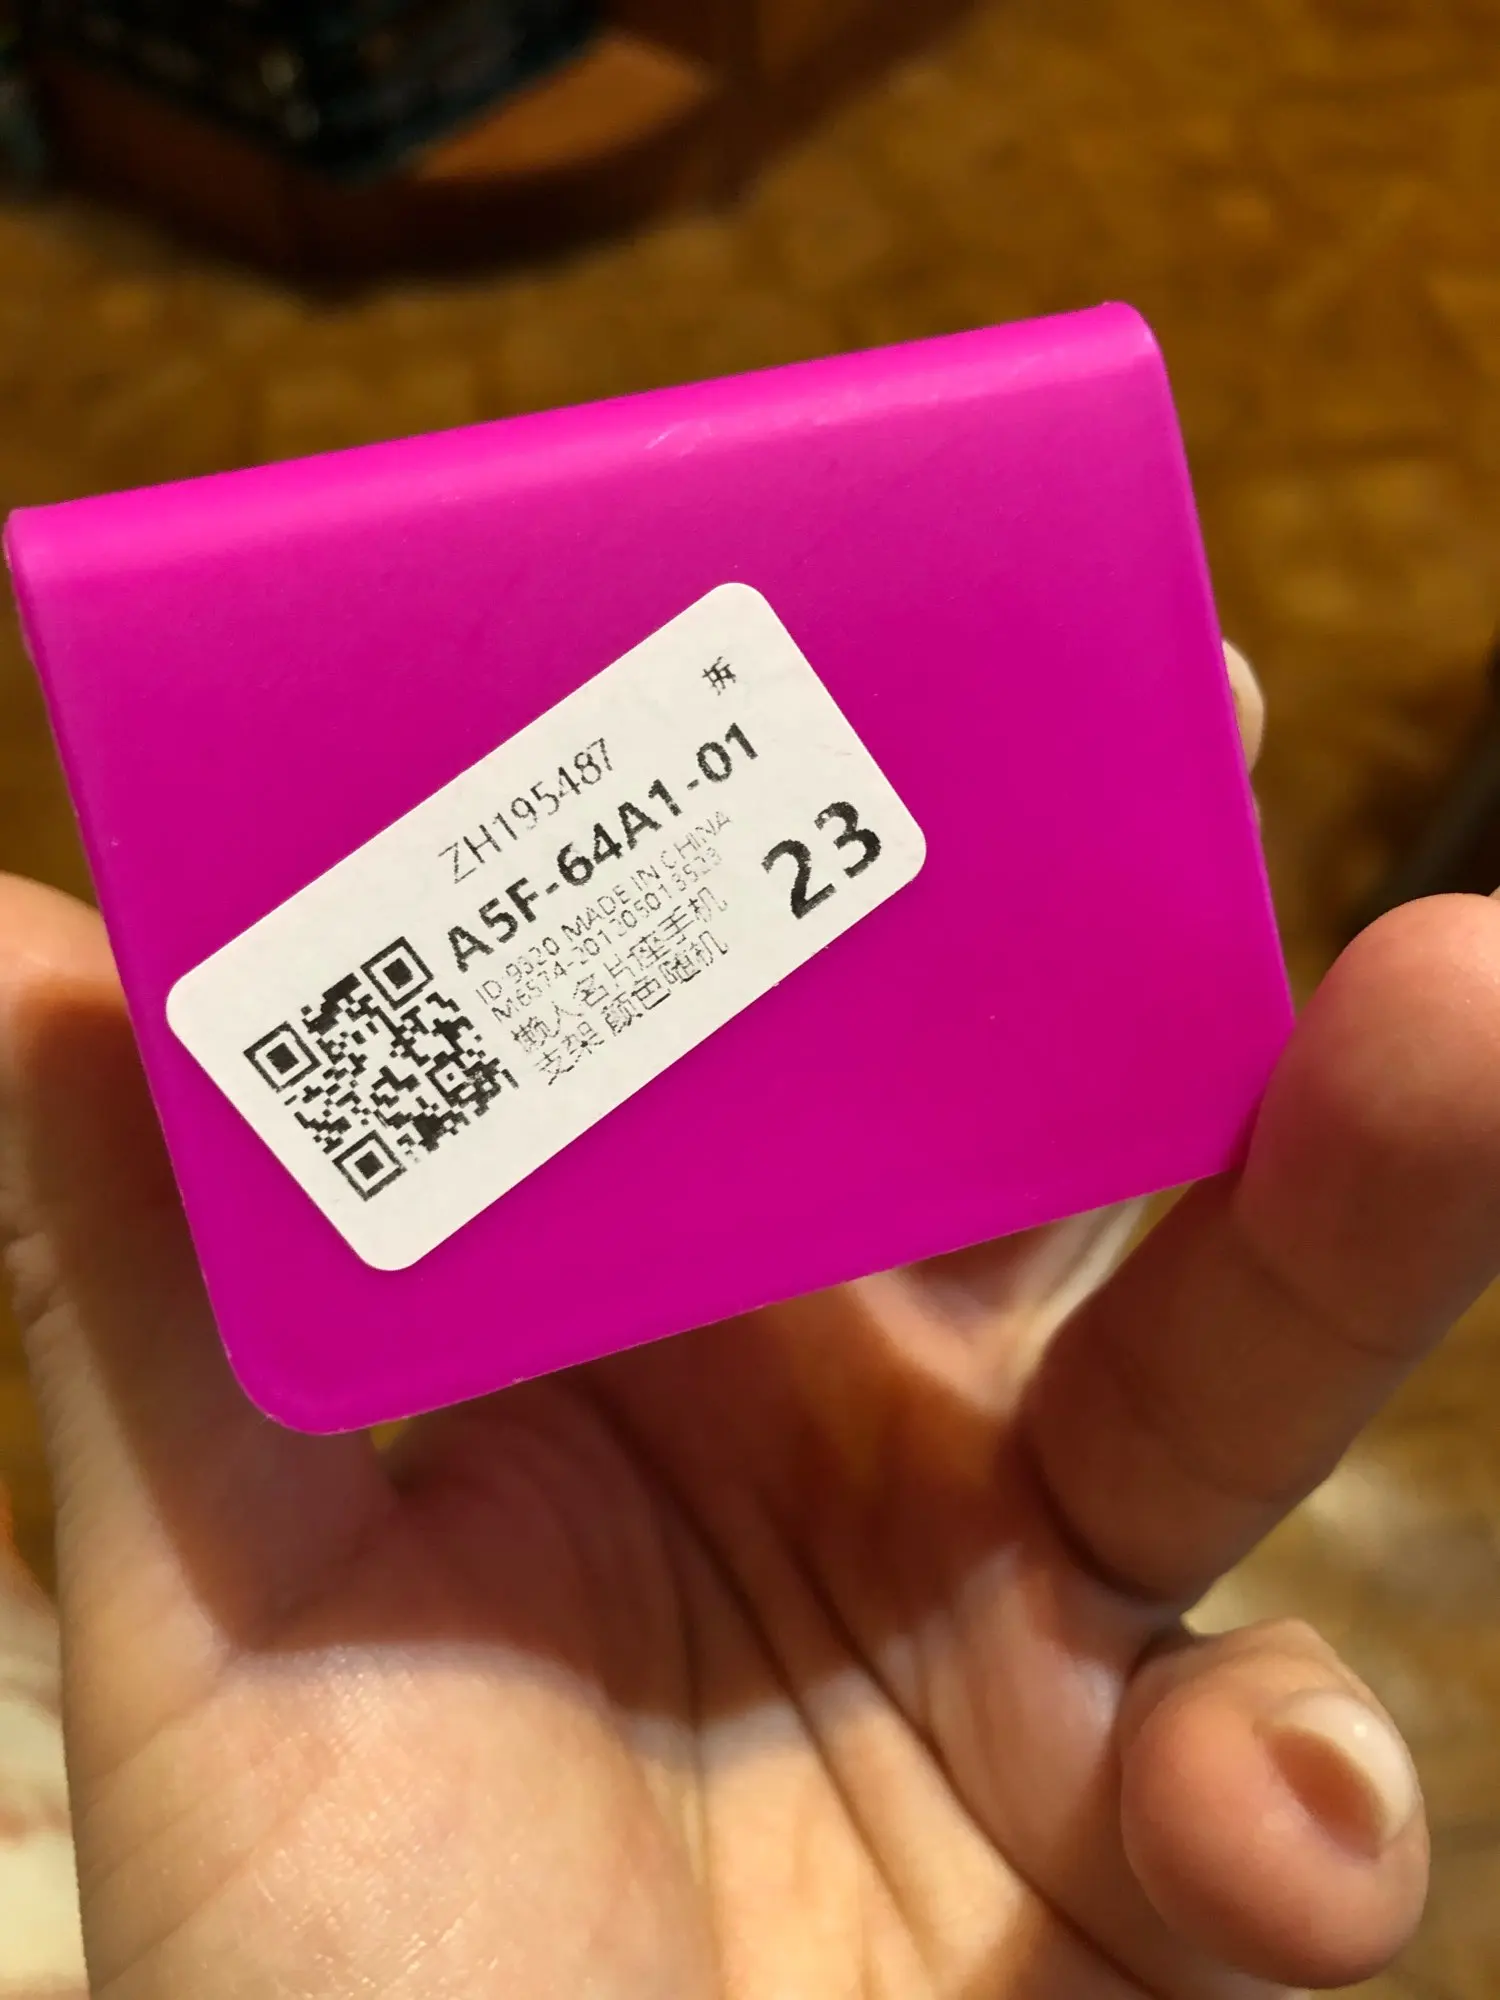 拆
ZH195487
A5F-64A1-01
ID:9320 MADE IN CHINA
懒人名片座手机
支架 颜色随机
23